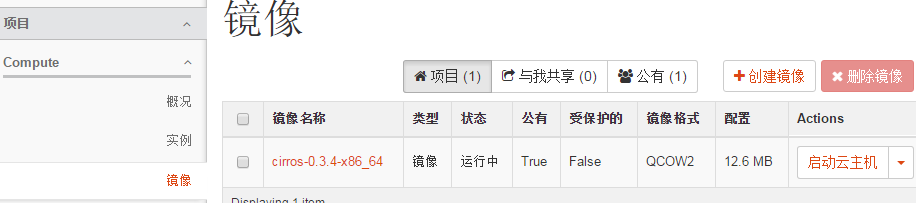 镜像
项目
Compute
概况
实例
镜像
项目 (1) 与我共享 (0) 公有 (1) 创建镜像 删除镜像
镜像名称 类型 状态 公有 受保护的 镜像格式 配置 Actions
cirros-0.3.4-x86_64 镜像 运行中 True False QCOW2 12.6 MB 启动云主机
Displaying 1 item